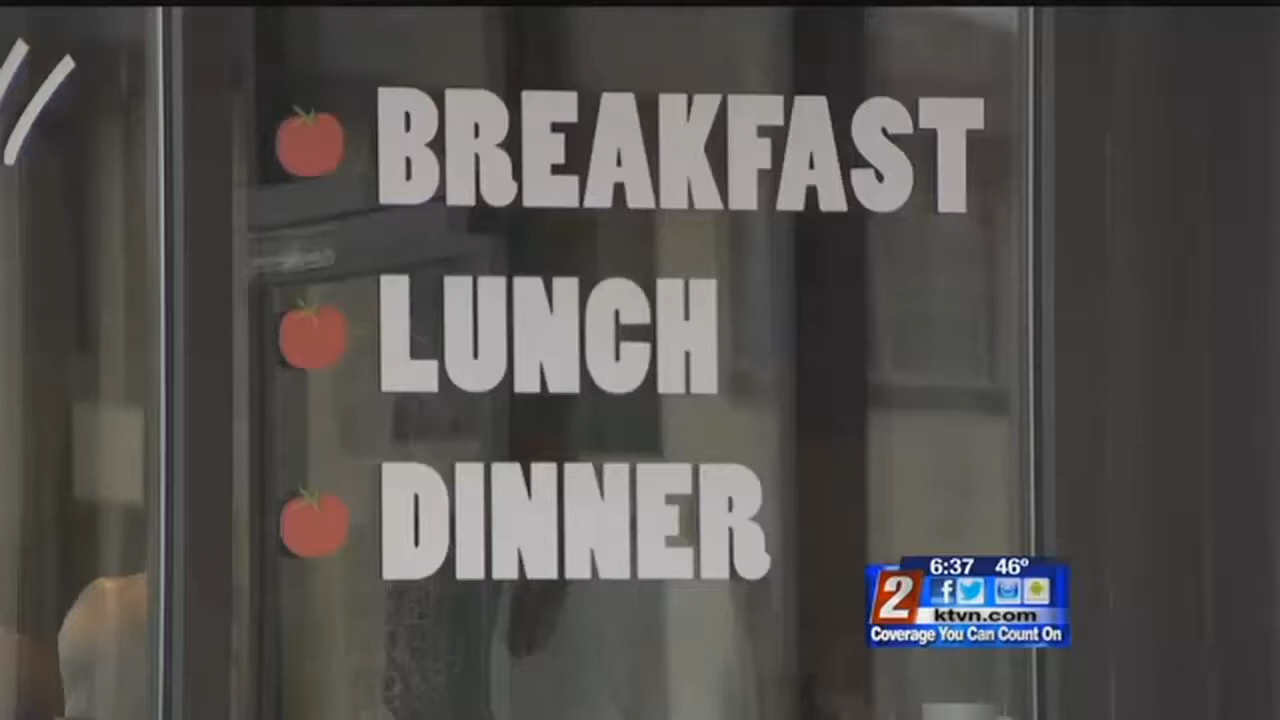 BREAKFAST
LUNCH
DINNER
6:37 46°
2
ktvn.com
Coverage You Can Count On